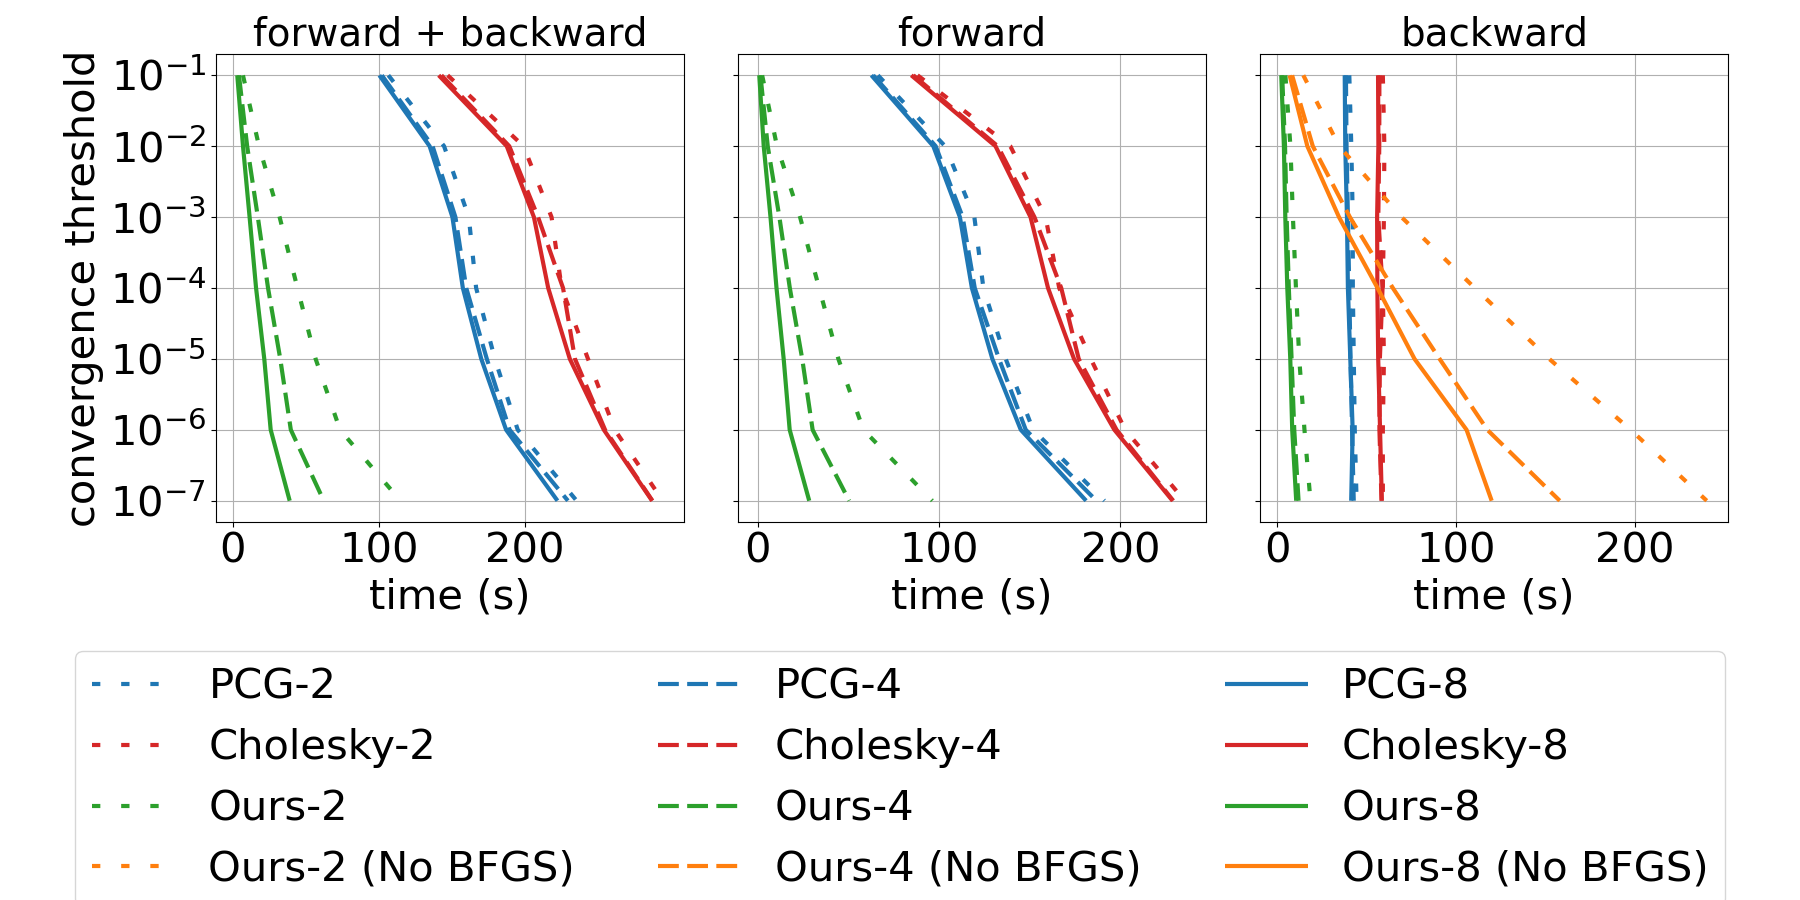 forward + backward
forward
backward
convergence threshold
10⁻¹
10⁻²
10⁻³
10⁻⁴
10⁻⁵
10⁻⁶
10⁻⁷
0 100 200
0 100 200
0 100 200
time (s)
time (s)
time (s)
PCG-2 PCG-4 PCG-8
Cholesky-2 Cholesky-4 Cholesky-8
Ours-2 Ours-4 Ours-8
Ours-2 (No BFGS) Ours-4 (No BFGS) Ours-8 (No BFGS)